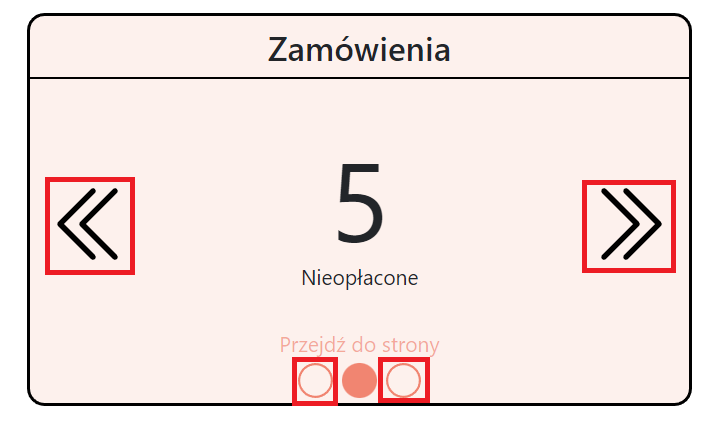 Zamówienia
5
Nieopłacone
Przejdź do strony